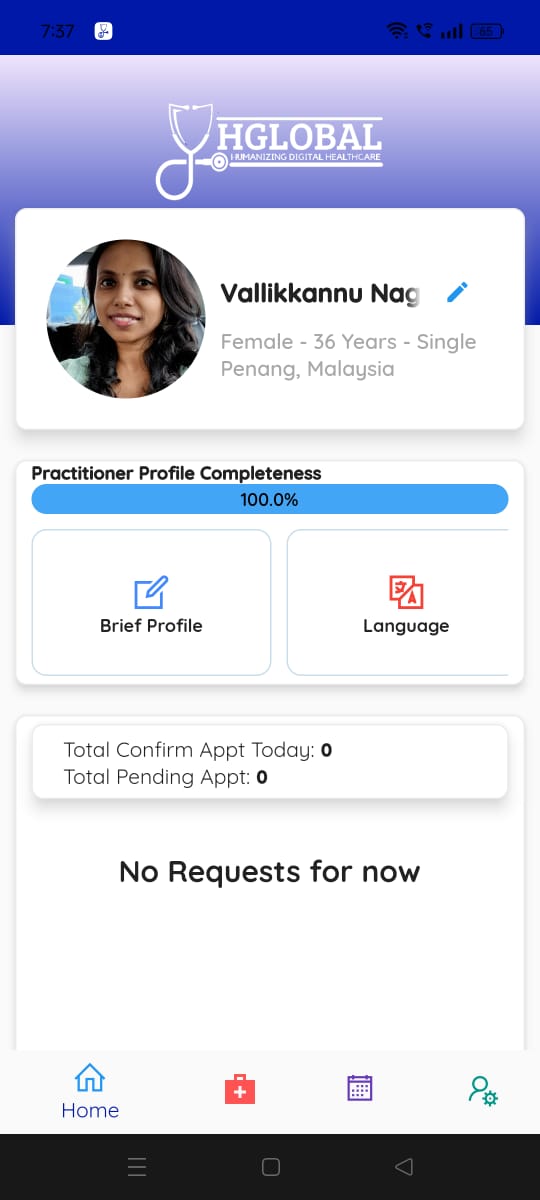 7:37
65
HGLOBAL
HUMANIZING DIGITAL HEALTHCARE
Vallikkannu Nag
Female - 36 Years - Single
Penang, Malaysia
Practitioner Profile Completeness
100.0%
Brief Profile
Language
Total Confirm Appt Today: 0
Total Pending Appt: 0
No Requests for now
Home